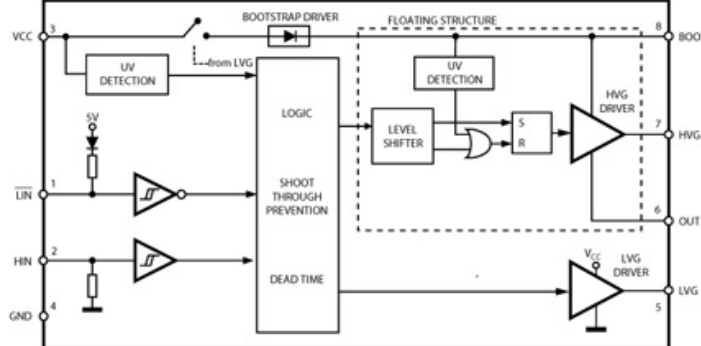 BOOTSTRAP DRIVER
FLOATING STRUCTURE
VCC
3
8
BOOT
from LVG
UV
DETECTION
UV
DETECTION
HVG
DRIVER
5V
LOGIC
LEVEL
SHIFTER
S
R
7
HVG
1
LIN
SHOOT
THROUGH
PREVENTION
6
OUT
2
HIN
VCC
LVG
DRIVER
DEAD TIME
4
GND
LVG
5